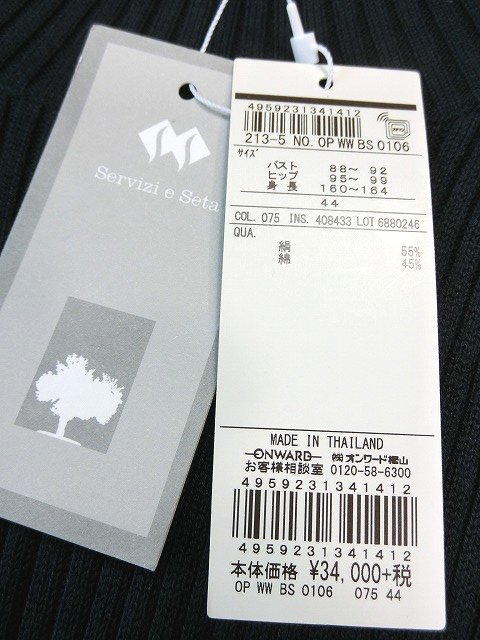 Servizi e Seta
4959231341412
213-5 NO. OP WW BS 0106
サイズ
バスト 88～ 92
ヒップ 95～ 99
身長 160～164
44
COL. 075 INS. 408433 LOT 6880246
QUA.
絹 55%
綿 45%
MADE IN THAILAND
ONWARD ㈱オンワード樫山
お客様相談室 0120-58-6300
4959231341412
4959231341412
本体価格 ¥34,000+税
OP WW BS 0106 075 44